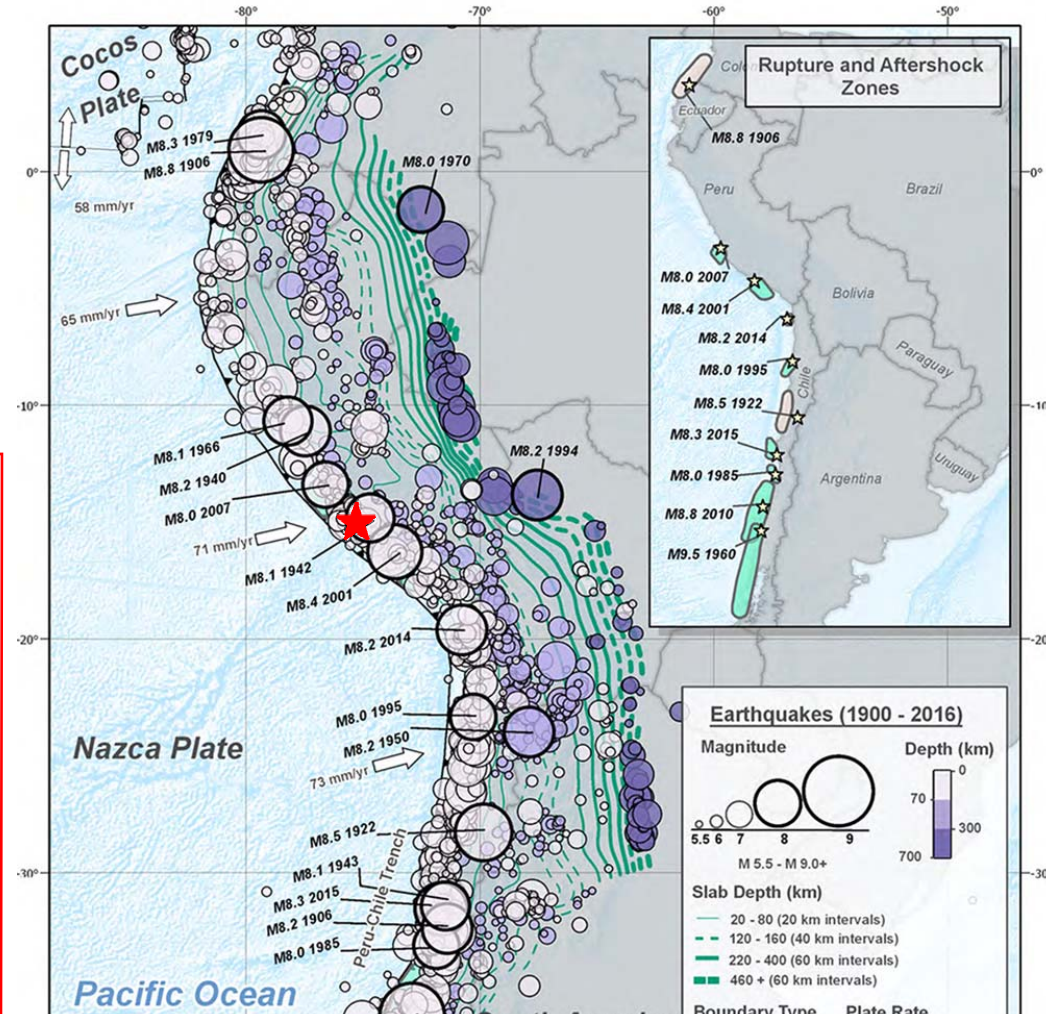 -80°
-70°
-60°
-50°
Cocos
Plate
M8.3 1979
M8.8 1906
58 mm/yr
M8.0 1970
0°
65 mm/yr
-10°
M8.1 1966
M8.2 1940
M8.0 2007
M8.2 1994
71 mm/yr
M8.1 1942
M8.4 2001
M8.2 2014
-20°
M8.0 1995
M8.2 1950
Nazca Plate
73 mm/yr
M8.5 1922
Peru-Chile Trench
M8.1 1943
-30°
M8.3 2015
M8.2 1906
M8.0 1985
Pacific Ocean
Rupture and Aftershock
Zones
Ecuador
M8.8 1906
0°
Peru
Brazil
M8.0 2007
M8.4 2001
Bolivia
M8.2 2014
M8.0 1995
Chile
Paraguay
M8.5 1922
M8.3 2015
M8.0 1985
Argentina
Uruguay
M8.8 2010
M9.5 1960
-20
Earthquakes (1900 - 2016)
Magnitude
Depth (km)
0
70
300
700
5.5 6 7 8 9
M 5.5 - M 9.0+
Slab Depth (km)
-30
20 - 80 (20 km intervals)
120 - 160 (40 km intervals)
220 - 400 (60 km intervals)
460 + (60 km intervals)
Boundary Type Plate Rate